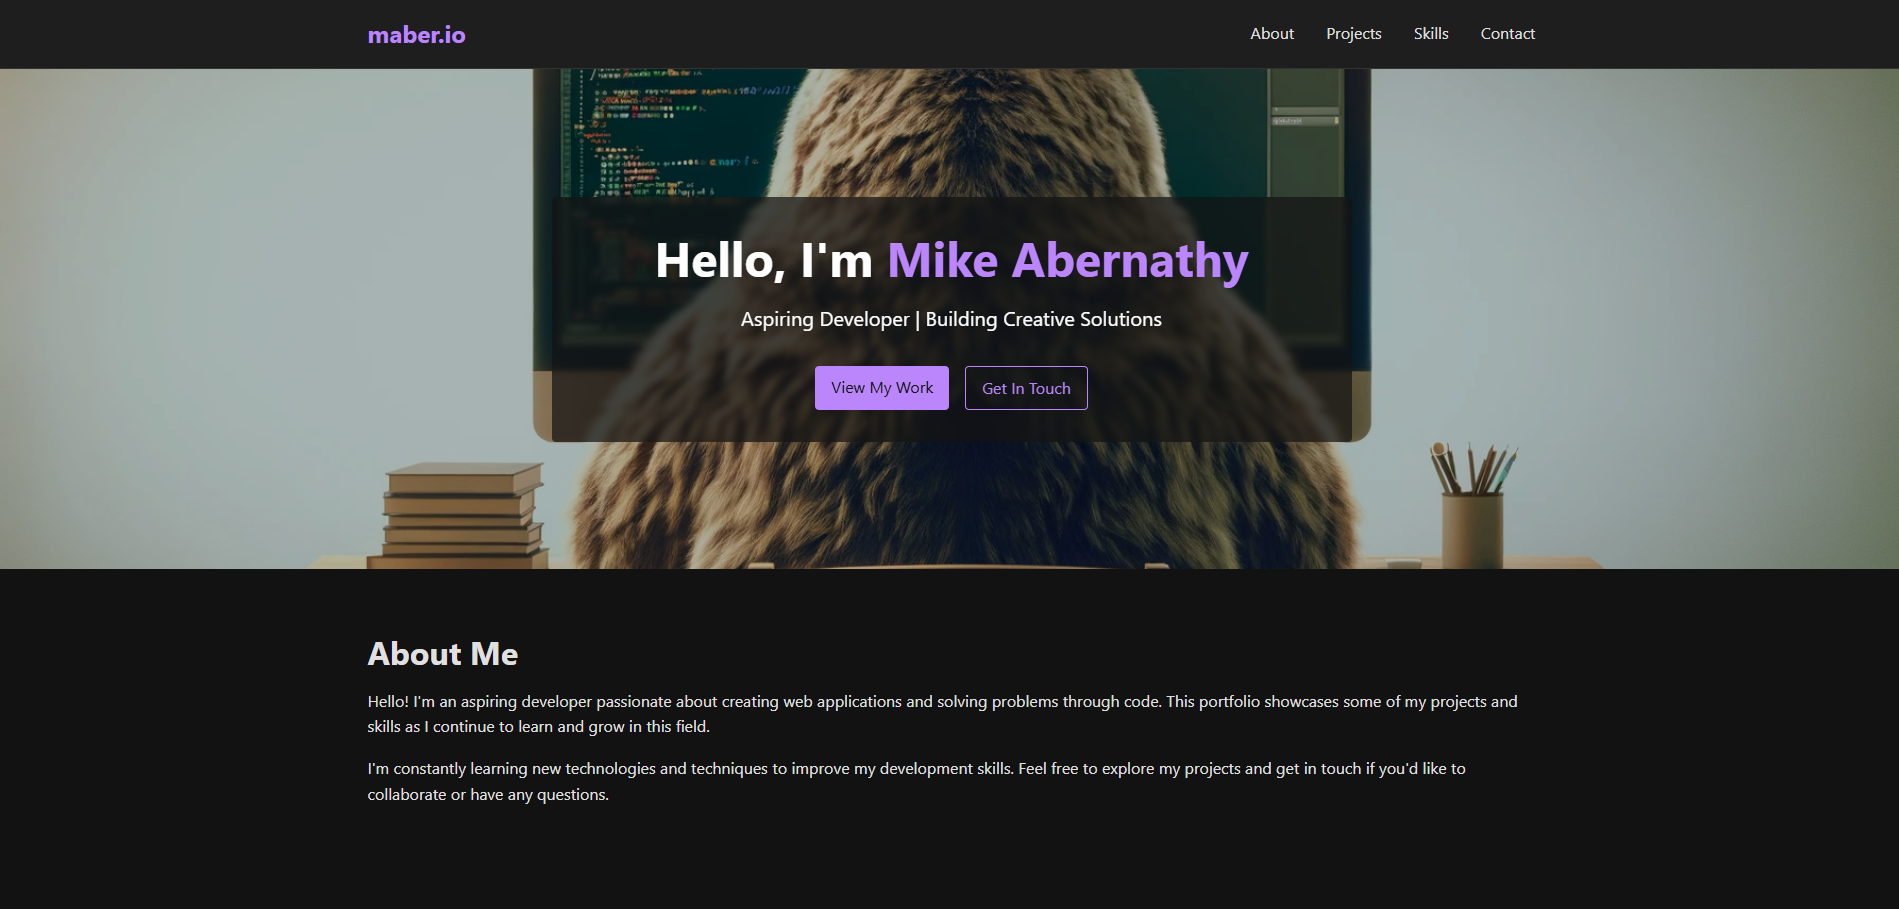 maber.io
About Projects Skills Contact
Hello, I'm Mike Abernathy
Aspiring Developer | Building Creative Solutions
View My Work Get In Touch
About Me
Hello! I'm an aspiring developer passionate about creating web applications and solving problems through code. This portfolio showcases some of my projects and
skills as I continue to learn and grow in this field.
I'm constantly learning new technologies and techniques to improve my development skills. Feel free to explore my projects and get in touch if you'd like to
collaborate or have any questions.